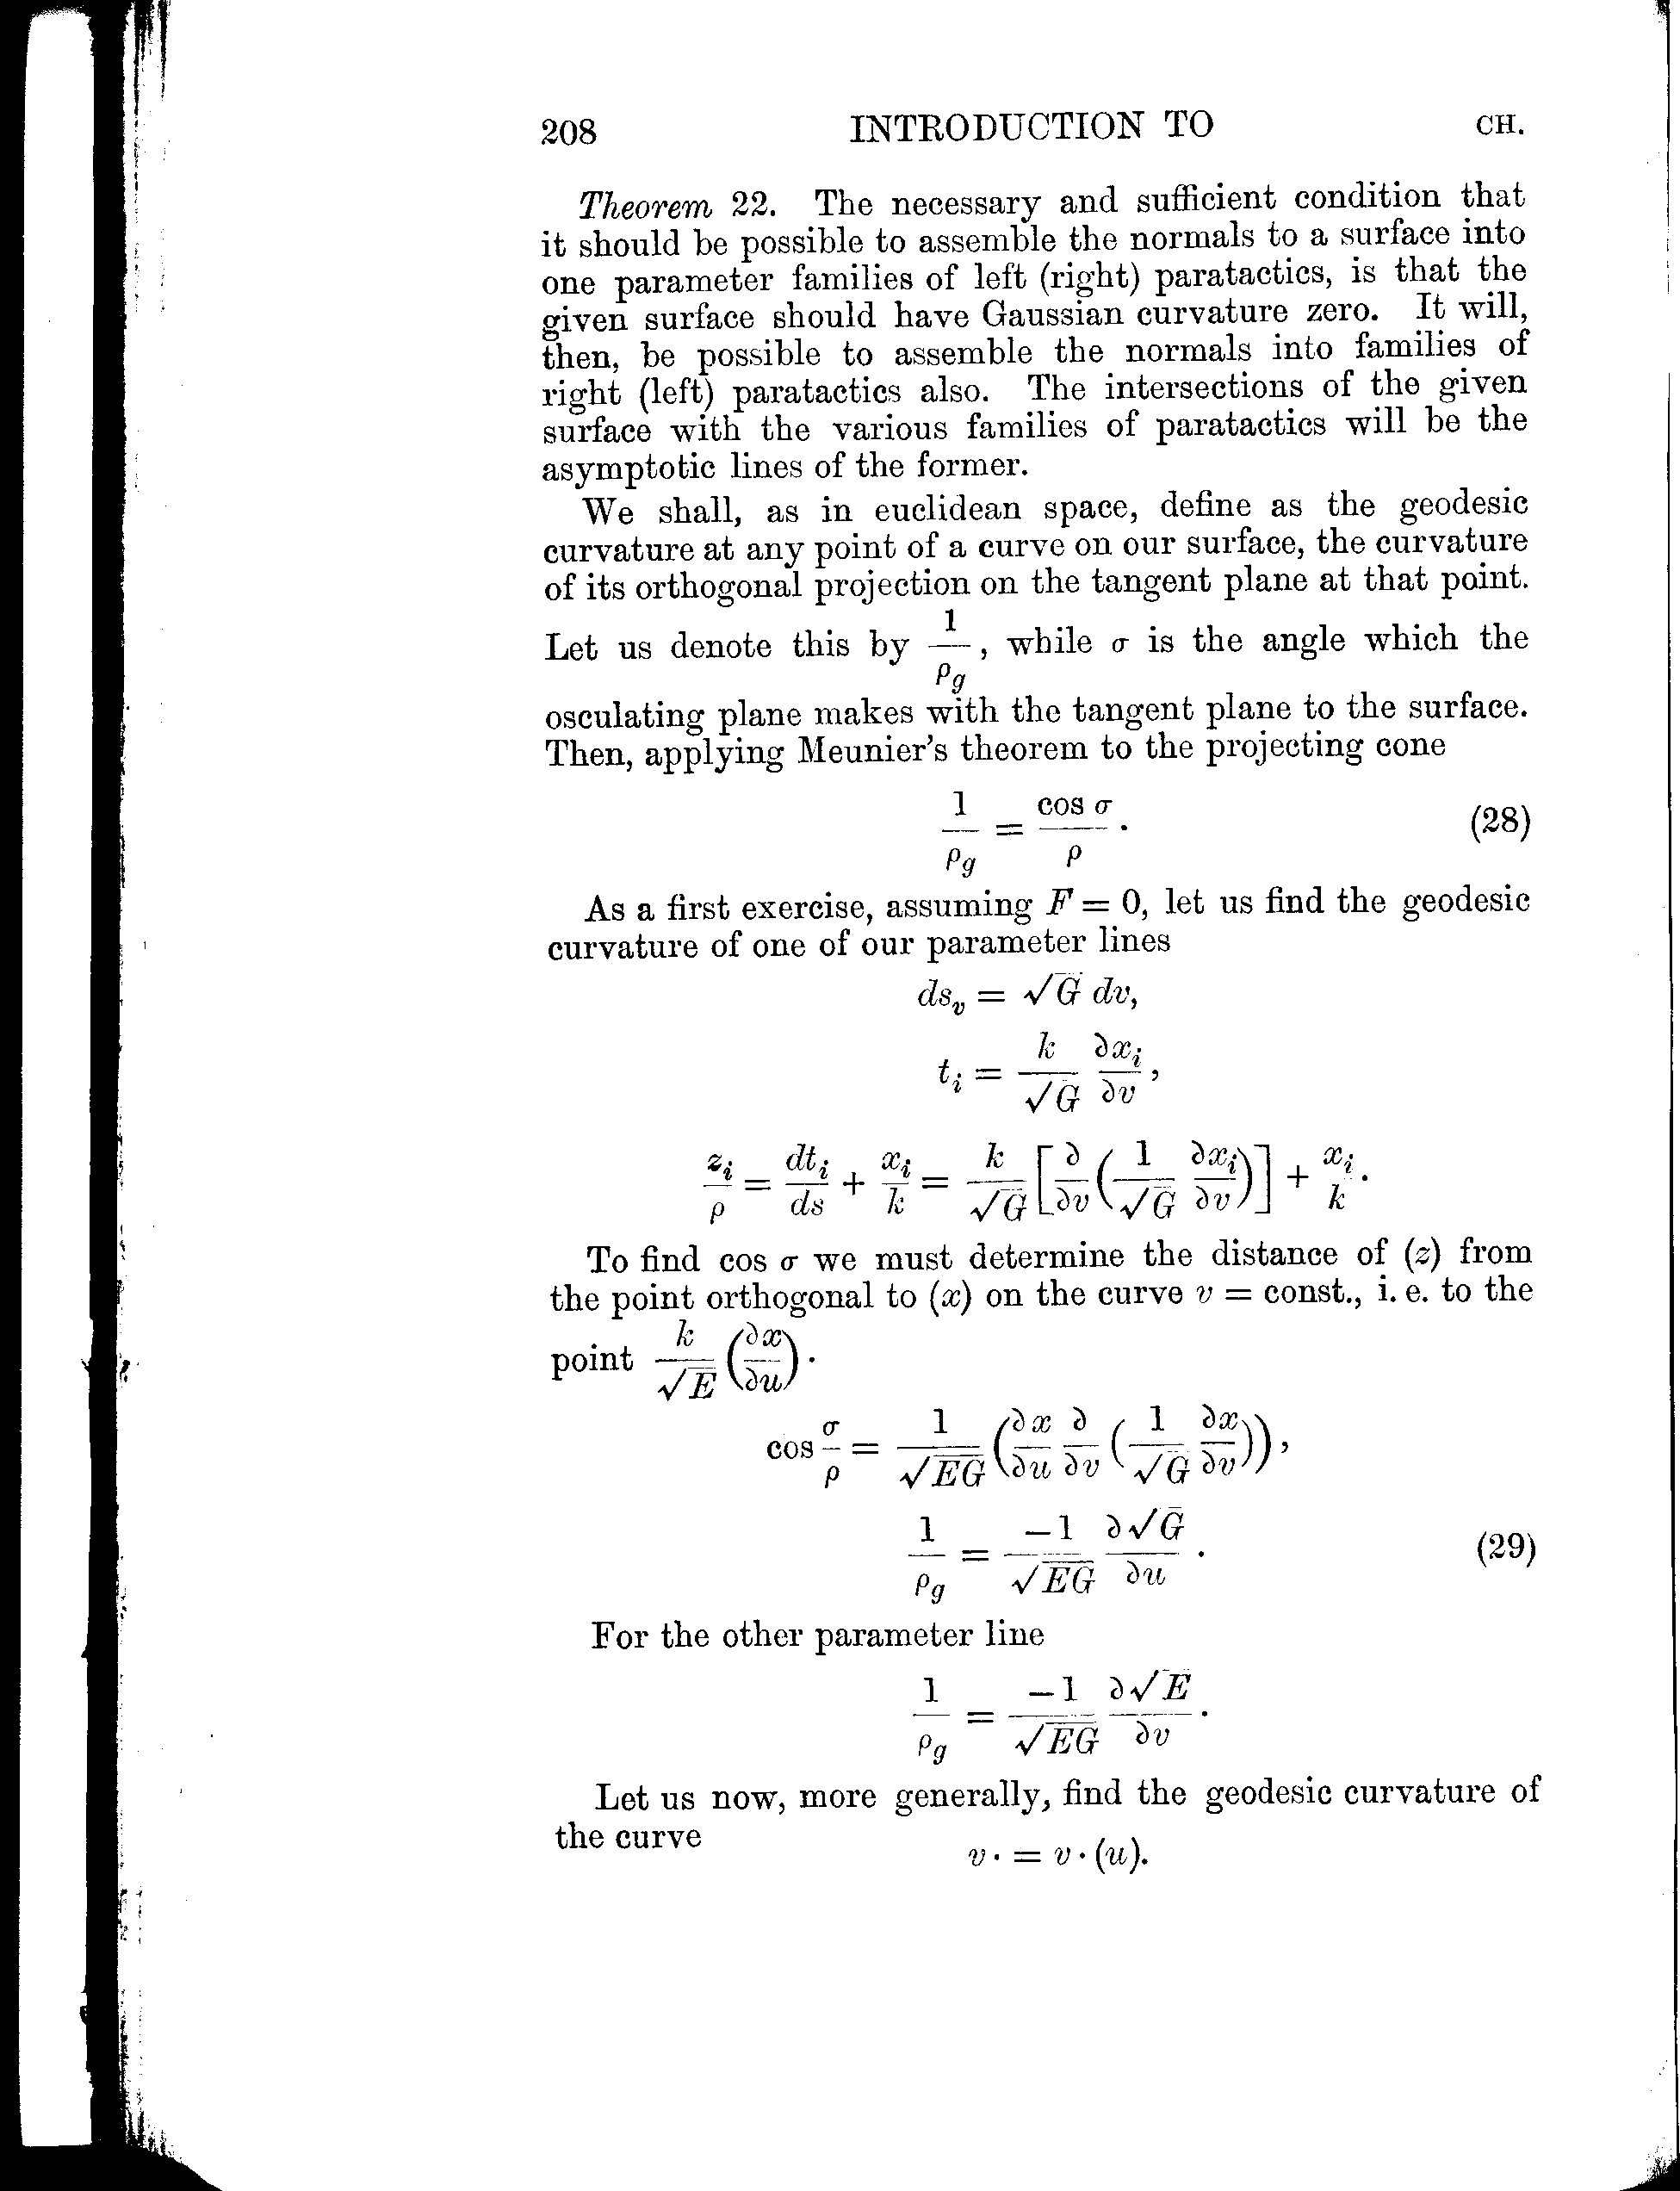 208 INTRODUCTION TO CH.
Theorem 22. The necessary and sufficient condition that
it should be possible to assemble the normals to a surface into
one parameter families of left (right) paratactics, is that the
given surface should have Gaussian curvature zero. It will,
then, be possible to assemble the normals into families of
right (left) paratactics also. The intersections of the given
surface with the various families of paratactics will be the
asymptotic lines of the former.
We shall, as in euclidean space, define as the geodesic
curvature at any point of a curve on our surface, the curvature
of its orthogonal projection on the tangent plane at that point.
Let us denote this by \frac{1}{\rho_g}, while σ is the angle which the
osculating plane makes with the tangent plane to the surface.
Then, applying Meunier's theorem to the projecting cone
\frac{1}{\rho_g} = \frac{\cos \sigma}{\rho}. (28)
As a first exercise, assuming F = 0, let us find the geodesic
curvature of one of our parameter lines
ds_v = \sqrt{G} dv,
t_i = \frac{k}{\sqrt{G}} \frac{\partial x_i}{\partial v},
\frac{z_i}{\rho} = \frac{dt_i}{ds} + \frac{x_i}{k} = \frac{k}{\sqrt{G}} \left[ \frac{\partial}{\partial v} \left( \frac{1}{\sqrt{G}} \frac{\partial x_i}{\partial v} \right) \right] + \frac{x_i}{k}.
To find cos σ we must determine the distance of (z) from
the point orthogonal to (x) on the curve v = const., i. e. to the
point \frac{k}{\sqrt{E}} \left( \frac{\partial x}{\partial u} \right).
\cos \frac{\sigma}{\rho} = \frac{1}{\sqrt{EG}} \left( \frac{\partial x}{\partial u} \frac{\partial}{\partial v} \left( \frac{1}{\sqrt{G}} \frac{\partial x}{\partial v} \right) \right),
\frac{1}{\rho_g} = \frac{-1}{\sqrt{EG}} \frac{\partial \sqrt{G}}{\partial u}. (29)
For the other parameter line
\frac{1}{\rho_g} = \frac{-1}{\sqrt{EG}} \frac{\partial \sqrt{E}}{\partial v}.
Let us now, more generally, find the geodesic curvature of
the curve
v · = v · (u).